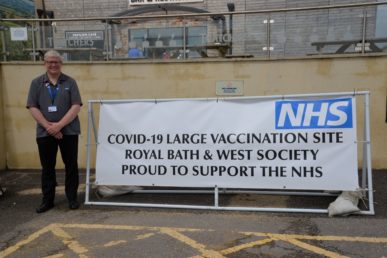 NHS
COVID-19 LARGE VACCINATION SITE
ROYAL BATH & WEST SOCIETY
PROUD TO SUPPORT THE NHS